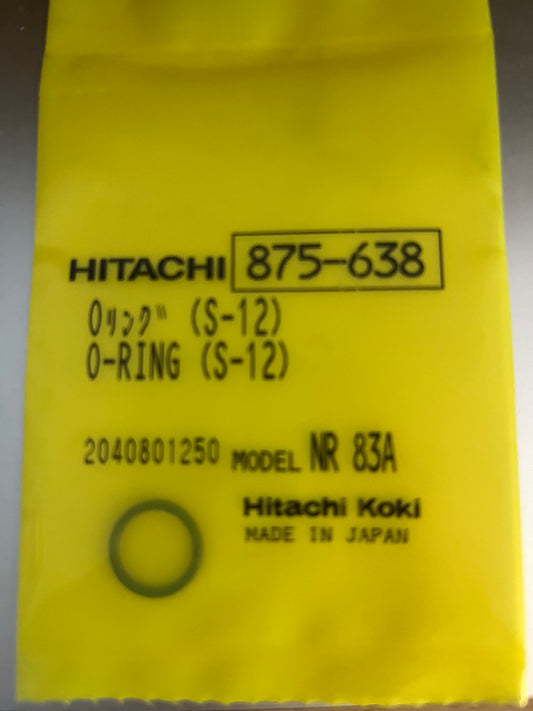 HITACHI 875-638
Oﾘﾝｸﾞ (S-12)
O-RING (S-12)
2040801250 MODEL NR 83A
Hitachi Koki
MADE IN JAPAN